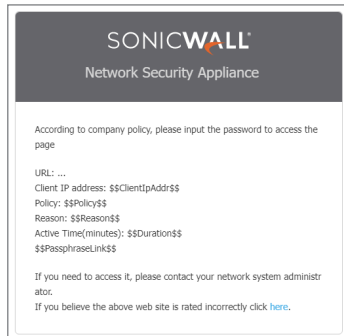 SONICWALL
Network Security Appliance
According to company policy, please input the password to access the
page
URL: ...
Client IP address: $$ClientIpAddr$$
Policy: $$Policy$$
Reason: $$Reason$$
Active Time(minutes): $$Duration$$
$$PassphraseLink$$
If you need to access it, please contact your network system administr
ator.
If you believe the above web site is rated incorrectly click here.